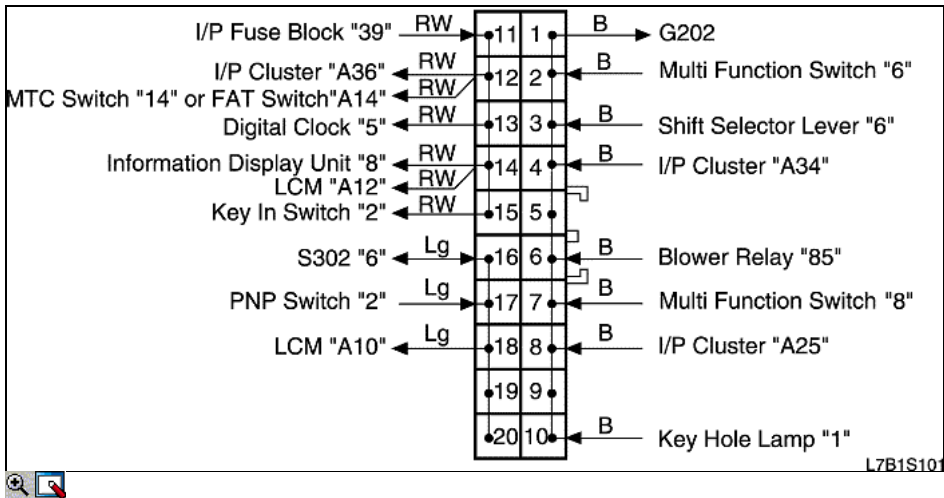 I/P Fuse Block "39" RW 11 1 B G202
I/P Cluster "A36" RW 12 2 B Multi Function Switch "6"
MTC Switch "14" or FAT Switch"A14" RW
Digital Clock "5" RW 13 3 B Shift Selector Lever "6"
Information Display Unit "8" RW 14 4 B I/P Cluster "A34"
LCM "A12" RW
Key In Switch "2" RW 15 5
S302 "6" Lg 16 6 B Blower Relay "85"
PNP Switch "2" Lg 17 7 B Multi Function Switch "8"
LCM "A10" Lg 18 8 B I/P Cluster "A25"
19 9
20 10 B Key Hole Lamp "1"
L7B1S101